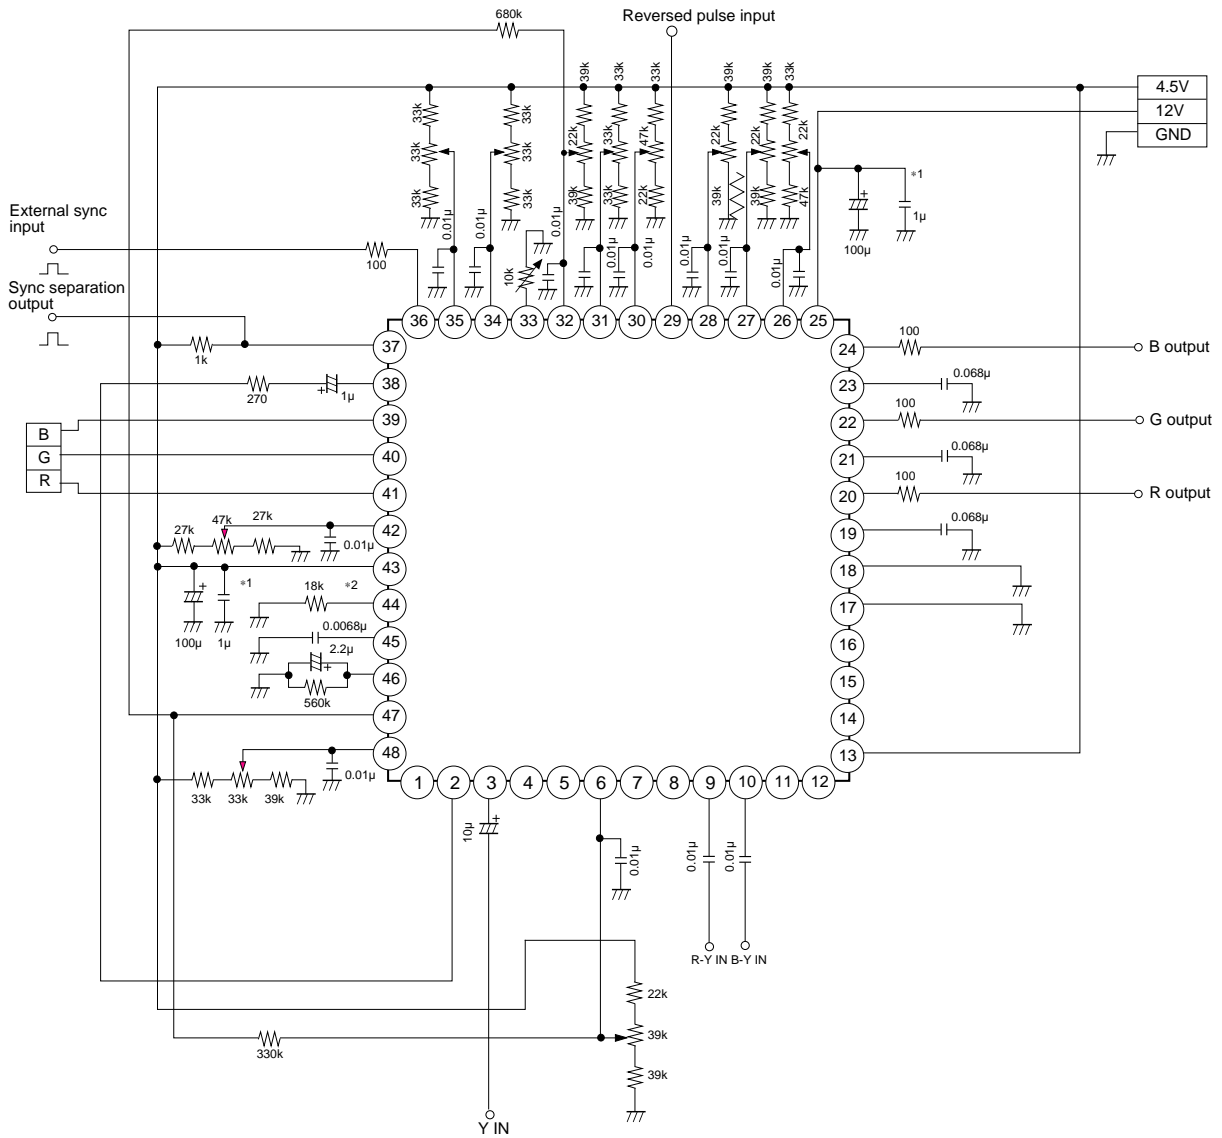 680k
Reversed pulse input
39k
33k
33k
39k
39k
33k
4.5V
12V
GND
33k
33k
22k
33k
47k
22k
22k
22k
33k
33k
33k
33k
39k
33k
22k
39k
39k
47k
*1
1µ
100µ
External sync
input
100
0.01µ
0.01µ
10k
0.01µ
0.01µ
0.01µ
0.01µ
0.01µ
0.01µ
Sync separation
output
36
35
34
33
32
31
30
29
28
27
26
25
1k
37
24
100
B output
270
1µ
38
23
0.068µ
B
G
R
39
22
100
G output
40
21
0.068µ
41
20
100
R output
27k
47k
27k
0.01µ
42
19
0.068µ
100µ
1µ
*1
43
18
18k
*2
44
17
0.0068µ
45
16
2.2µ
560k
46
15
47
14
33k
33k
39k
0.01µ
48
13
1
2
3
4
5
6
7
8
9
10
11
12
10µ
0.01µ
0.01µ
0.01µ
R-Y IN
B-Y IN
22k
39k
39k
330k
Y IN